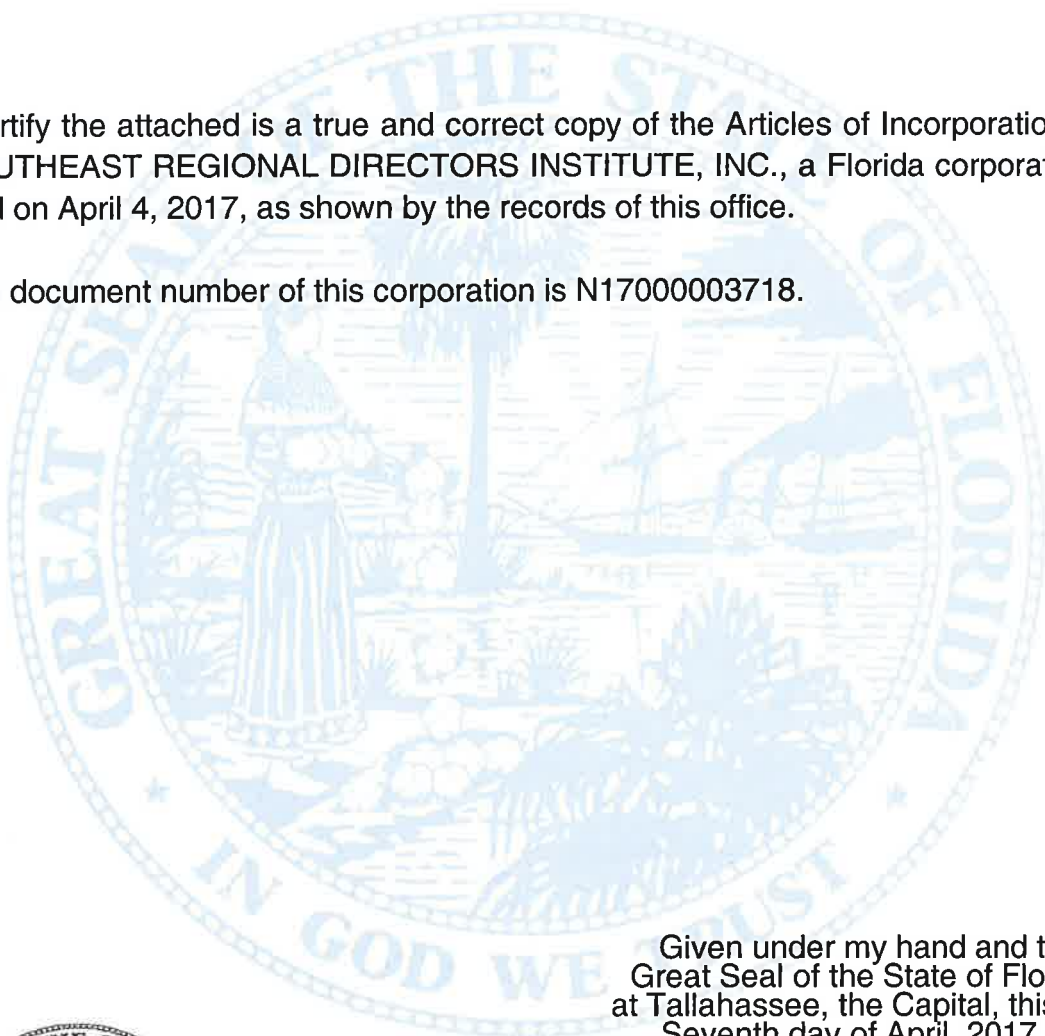 rtify the attached is a true and correct copy of the Articles of Incorporatio
UTHEAST REGIONAL DIRECTORS INSTITUTE, INC., a Florida corporat
d on April 4, 2017, as shown by the records of this office.
document number of this corporation is N17000003718.
GREAT SEAL OF THE STATE OF FLORIDA
IN GOD WE TRUST
Given under my hand and t
Great Seal of the State of Flo
at Tallahassee, the Capital, this
Seventh day of April, 2017
THE